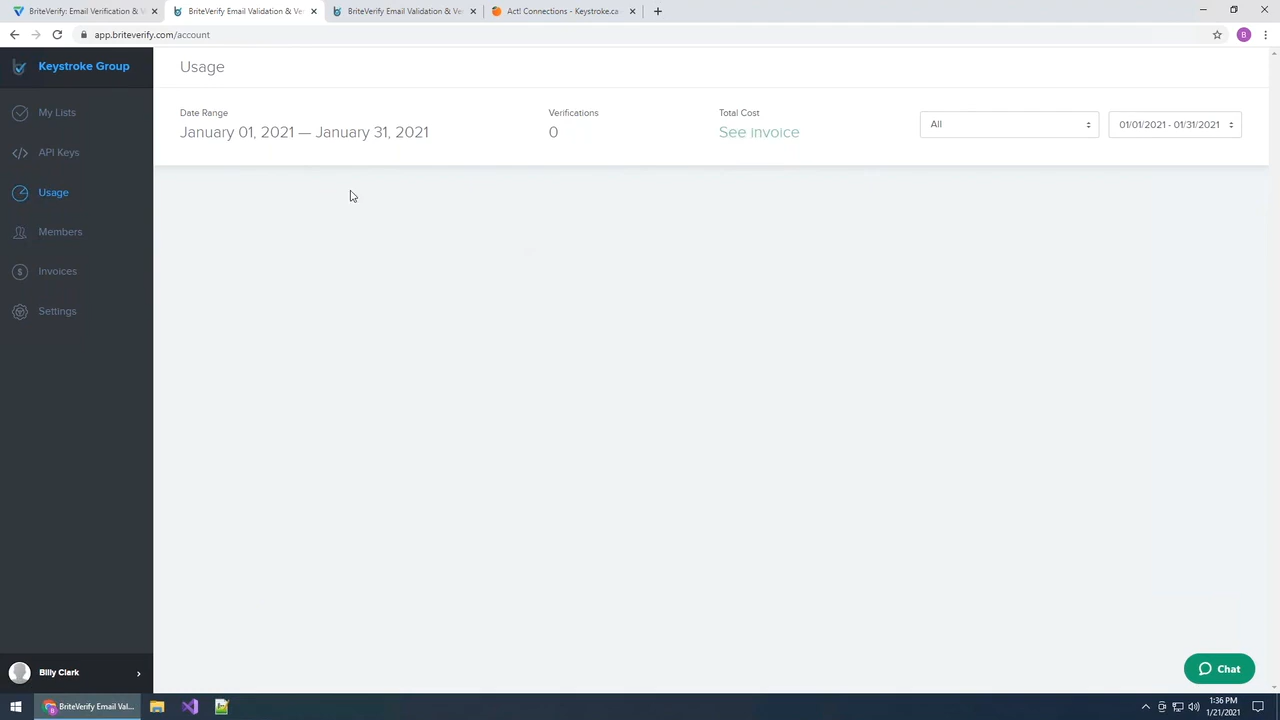 BriteVerify: Email Verification & V
BriteVerify Email Validation & Ver
BriteVerify Email Validation & Ver
Act! Connections - Keystroke.ca
app.briteverify.com/account
B
Keystroke Group
My Lists
API Keys
Usage
Members
Invoices
Settings
Billy Clark
Usage
Date Range
January 01, 2021 — January 31, 2021
Verifications
0
Total Cost
See invoice
All
01/01/2021 - 01/31/2021
Chat
BriteVerify Email Val...
1:36 PM
1/21/2021